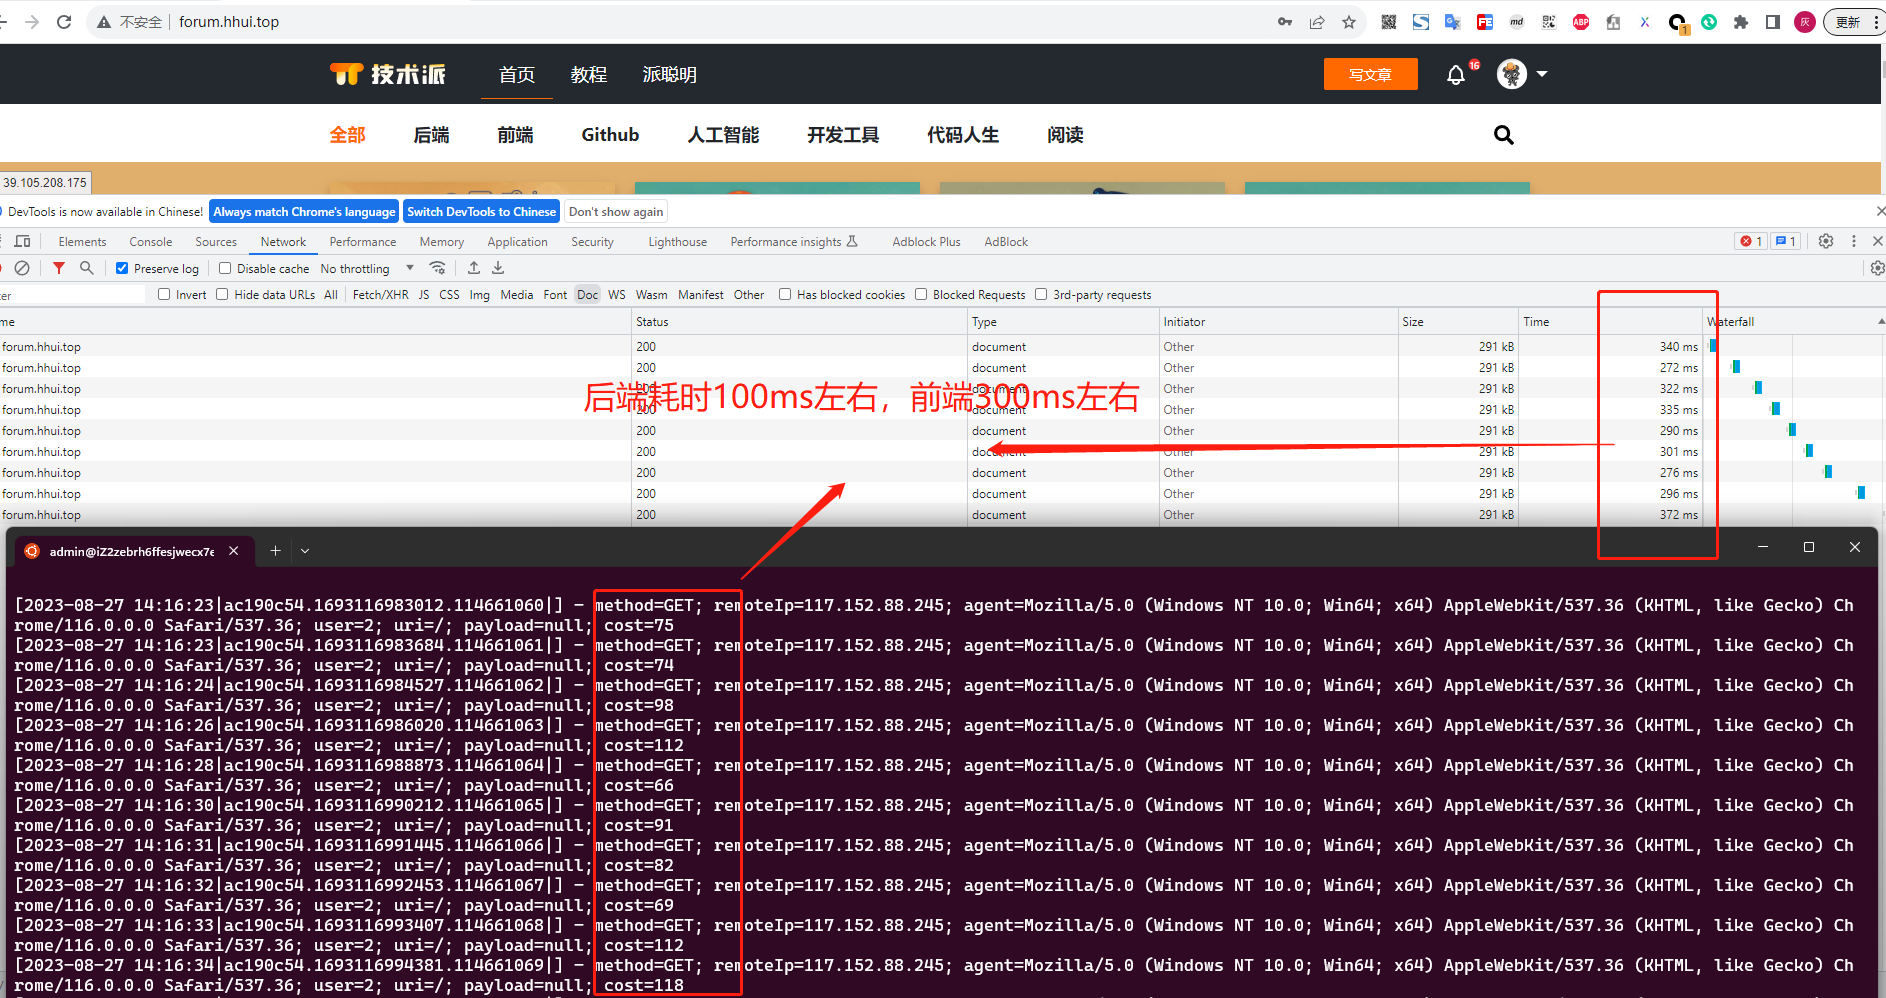 不安全 forum.hhui.top
1
灰
更新
技术派 首页 教程 派聪明 写文章 16
全部 后端 前端 Github 人工智能 开发工具 代码人生 阅读
39.105.208.175
DevTools is now available in Chinese! Always match Chrome's language Switch DevTools to Chinese Don't show again
Elements Console Sources Network Performance Memory Application Security Lighthouse Performance insights Adblock Plus AdBlock 1 1
Preserve log Disable cache No throttling
er Invert Hide data URLs All Fetch/XHR JS CSS Img Media Font Doc WS Wasm Manifest Other Has blocked cookies Blocked Requests 3rd-party requests
me Status Type Initiator Size Time Waterfall
forum.hhui.top 200 document Other 291 kB 340 ms
forum.hhui.top 200 document Other 291 kB 272 ms
forum.hhui.top 200 document Other 291 kB 322 ms
后端耗时100ms左右，前端300ms左右
forum.hhui.top 200 document Other 291 kB 335 ms
forum.hhui.top 200 document Other 291 kB 290 ms
forum.hhui.top 200 document Other 291 kB 301 ms
forum.hhui.top 200 document Other 291 kB 276 ms
forum.hhui.top 200 document Other 291 kB 296 ms
forum.hhui.top 200 document Other 291 kB 372 ms
admin@iZ2zebrh6ffesjwecx7e
[2023-08-27 14:16:23|ac190c54.1693116983012.114661060|] - method=GET; remoteIp=117.152.88.245; agent=Mozilla/5.0 (Windows NT 10.0; Win64; x64) AppleWebKit/537.36 (KHTML, like Gecko) Ch
rome/116.0.0.0 Safari/537.36; user=2; uri=/; payload=null; cost=75
[2023-08-27 14:16:23|ac190c54.1693116983684.114661061|] - method=GET; remoteIp=117.152.88.245; agent=Mozilla/5.0 (Windows NT 10.0; Win64; x64) AppleWebKit/537.36 (KHTML, like Gecko) Ch
rome/116.0.0.0 Safari/537.36; user=2; uri=/; payload=null; cost=74
[2023-08-27 14:16:24|ac190c54.1693116984527.114661062|] - method=GET; remoteIp=117.152.88.245; agent=Mozilla/5.0 (Windows NT 10.0; Win64; x64) AppleWebKit/537.36 (KHTML, like Gecko) Ch
rome/116.0.0.0 Safari/537.36; user=2; uri=/; payload=null; cost=98
[2023-08-27 14:16:26|ac190c54.1693116986020.114661063|] - method=GET; remoteIp=117.152.88.245; agent=Mozilla/5.0 (Windows NT 10.0; Win64; x64) AppleWebKit/537.36 (KHTML, like Gecko) Ch
rome/116.0.0.0 Safari/537.36; user=2; uri=/; payload=null; cost=112
[2023-08-27 14:16:28|ac190c54.1693116988873.114661064|] - method=GET; remoteIp=117.152.88.245; agent=Mozilla/5.0 (Windows NT 10.0; Win64; x64) AppleWebKit/537.36 (KHTML, like Gecko) Ch
rome/116.0.0.0 Safari/537.36; user=2; uri=/; payload=null; cost=66
[2023-08-27 14:16:30|ac190c54.1693116990212.114661065|] - method=GET; remoteIp=117.152.88.245; agent=Mozilla/5.0 (Windows NT 10.0; Win64; x64) AppleWebKit/537.36 (KHTML, like Gecko) Ch
rome/116.0.0.0 Safari/537.36; user=2; uri=/; payload=null; cost=91
[2023-08-27 14:16:31|ac190c54.1693116991445.114661066|] - method=GET; remoteIp=117.152.88.245; agent=Mozilla/5.0 (Windows NT 10.0; Win64; x64) AppleWebKit/537.36 (KHTML, like Gecko) Ch
rome/116.0.0.0 Safari/537.36; user=2; uri=/; payload=null; cost=82
[2023-08-27 14:16:32|ac190c54.1693116992453.114661067|] - method=GET; remoteIp=117.152.88.245; agent=Mozilla/5.0 (Windows NT 10.0; Win64; x64) AppleWebKit/537.36 (KHTML, like Gecko) Ch
rome/116.0.0.0 Safari/537.36; user=2; uri=/; payload=null; cost=69
[2023-08-27 14:16:33|ac190c54.1693116993407.114661068|] - method=GET; remoteIp=117.152.88.245; agent=Mozilla/5.0 (Windows NT 10.0; Win64; x64) AppleWebKit/537.36 (KHTML, like Gecko) Ch
rome/116.0.0.0 Safari/537.36; user=2; uri=/; payload=null; cost=112
[2023-08-27 14:16:34|ac190c54.1693116994381.114661069|] - method=GET; remoteIp=117.152.88.245; agent=Mozilla/5.0 (Windows NT 10.0; Win64; x64) AppleWebKit/537.36 (KHTML, like Gecko) Ch
rome/116.0.0.0 Safari/537.36; user=2; uri=/; payload=null; cost=118